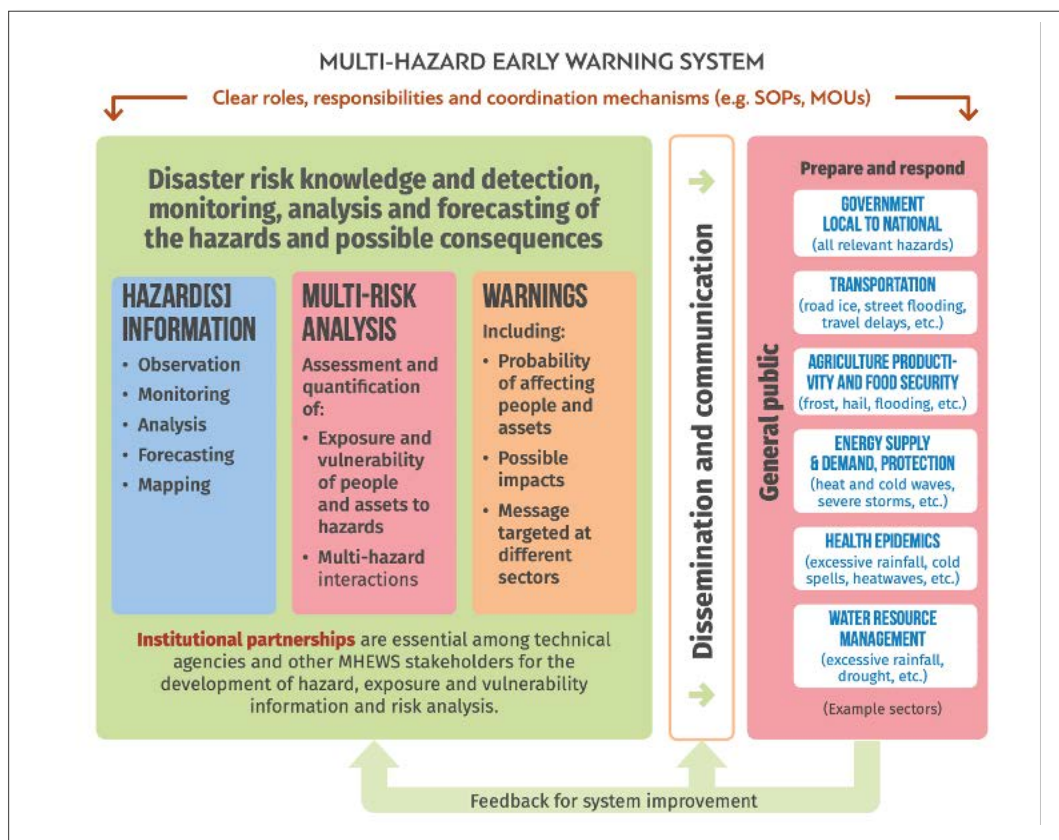 MULTI-HAZARD EARLY WARNING SYSTEM
Clear roles, responsibilities and coordination mechanisms (e.g. SOPs, MOUs)
Disaster risk knowledge and detection,
monitoring, analysis and forecasting of
the hazards and possible consequences
HAZARD[S]
INFORMATION
• Observation
• Monitoring
• Analysis
• Forecasting
• Mapping
MULTI-RISK
ANALYSIS
Assessment and
quantification
of:
• Exposure and
vulnerability
of people
and assets to
hazards
• Multi-hazard
interactions
WARNINGS
Including:
• Probability
of affecting
people and
assets
• Possible
impacts
• Message
targeted at
different
sectors
Institutional partnerships are essential among technical
agencies and other MHEWS stakeholders for the
development of hazard, exposure and vulnerability
information and risk analysis.
Dissemination and communication
General public
Prepare and respond
GOVERNMENT
LOCAL TO NATIONAL
(all relevant hazards)
TRANSPORTATION
(road ice, street flooding,
travel delays, etc.)
AGRICULTURE PRODUCTI-
VITY AND FOOD SECURITY
(frost, hail, flooding, etc.)
ENERGY SUPPLY
& DEMAND, PROTECTION
(heat and cold waves,
severe storms, etc.)
HEALTH EPIDEMICS
(excessive rainfall, cold
spells, heatwaves, etc.)
WATER RESOURCE
MANAGEMENT
(excessive rainfall,
drought, etc.)
(Example sectors)
Feedback for system improvement